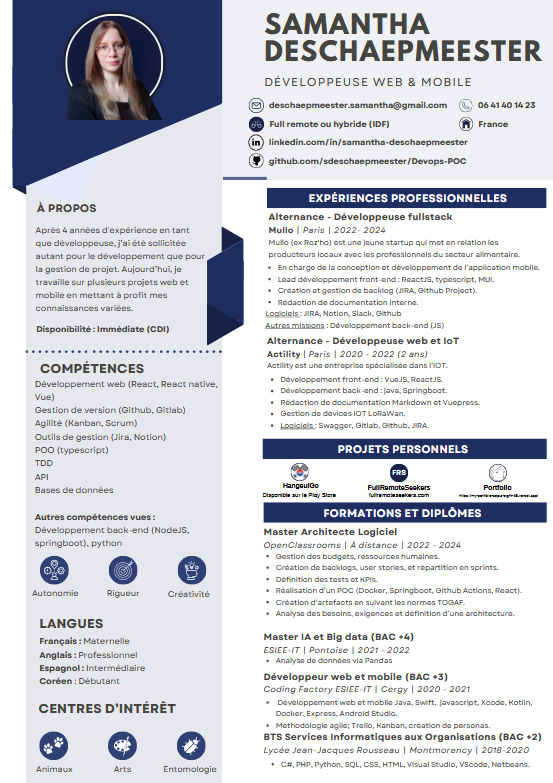 SAMANTHA
DESCHAEPMEESTER
DÉVELOPPEUSE WEB & MOBILE
deschaepmeester.samantha@gmail.com
06 41 40 14 23
Full remote ou hybride (IDF)
France
linkedin.com/in/samantha-deschaepmeester
github.com/sdeschaepmeester/Devops-POC
À PROPOS
Après 4 années d'expérience en tant
que développeuse, j'ai été sollicitée
autant pour le développement que pour
la gestion de projet. Aujourd'hui, je
travaille sur plusieurs projets web et
mobile en mettant à profit mes
connaissances variées.
Disponibilité : Immédiate (CDI)
COMPÉTENCES
Développement web (React, React native,
Vue)
Gestion de version (Github, Gitlab)
Agilité (Kanban, Scrum)
Outils de gestion (Jira, Notion)
POO (typescript)
TDD
API
Bases de données
Autres compétences vues :
Développement back-end (NodeJS,
springboot), python
Autonomie
Rigueur
Créativité
LANGUES
Français : Maternelle
Anglais : Professionnel
Espagnol : Intermédiaire
Coréen : Débutant
CENTRES D'INTÉRÊT
Animaux
Arts
Entomologie
EXPÉRIENCES PROFESSIONNELLES
Alternance - Développeuse fullstack
Mullo | Paris | 2022- 2024
Mullo (ex Roz'ho) est une jeune startup qui met en relation les
producteurs locaux avec les professionnels du secteur alimentaire.
• En charge de la conception et développement de l'application mobile.
• Lead développement front-end : ReactJS, typescript, MUI.
• Création et gestion de backlog (JIRA, Github Project).
• Rédaction de documentation interne.
Logiciels : JIRA, Notion, Slack, Github
Autres missions : Développement back-end (JS)
Alternance - Développeuse web et IoT
Actility | Paris | 2020 - 2022 (2 ans)
Actility est une entreprise spécialisée dans l'IOT.
• Développement front-end : VueJS, ReactJS.
• Développement back-end : java, Springboot.
• Rédaction de documentation Markdown et Vuepress.
• Gestion de devices IOT LoRaWan.
• Logiciels : Swagger, Gitlab, Github, JIRA.
PROJETS PERSONNELS
HangeulGo
Disponible sur le Play Store
FRS
FullRemoteSeekers
fullremoteseekers.com
Portfolio
FORMATIONS ET DIPLÔMES
Master Architecte Logiciel
OpenClassrooms | À distance | 2022 - 2024
• Gestion des budgets, ressources humaines.
• Création de backlogs, user stories, et répartition en sprints.
• Définition des tests et KPIs.
• Réalisation d'un POC (Docker, Springboot, Github Actions, React).
• Création d'artefacts en suivant les normes TOGAF.
• Analyse des besoins, exigences et définition d'une architecture.
Master IA et Big data (BAC +4)
ESIEE-IT | Pontoise | 2021 - 2022
• Analyse de données via Pandas
Développeur web et mobile (BAC +3)
Coding Factory ESIEE-IT | Cergy | 2020 - 2021
• Développement web et mobile Java, Swift, javascript, Xcode, Kotlin,
Docker, Express, Android Studio.
• Méthodologie agile; Trello, Kanban, création de personas.
BTS Services Informatiques aux Organisations (BAC +2)
Lycée Jean-Jacques Rousseau | Montmorency | 2018-2020
• C#, PHP, Python, SQL, CSS, HTML, Visual Studio, VScode, Netbeans.